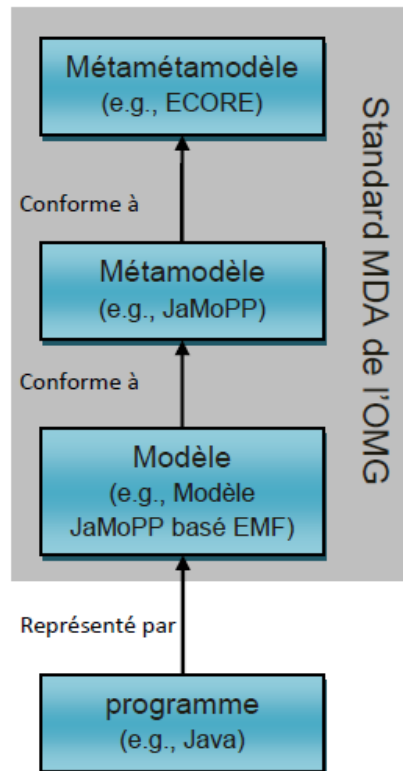 Métamétamodèle
(e.g., ECORE)
Conforme à
Métamodèle
(e.g., JaMoPP)
Conforme à
Modèle
(e.g., Modèle
JaMoPP basé EMF)
Représenté par
programme
(e.g., Java)
Standard MDA de l'OMG